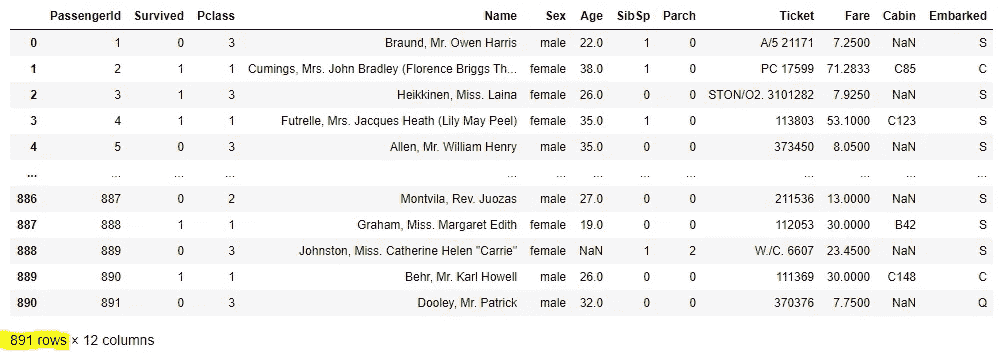 PassengerId Survived Pclass Name Sex Age SibSp Parch Ticket Fare Cabin Embarked
0 1 0 3 Braund, Mr. Owen Harris male 22.0 1 0 A/5 21171 7.2500 NaN S
1 2 1 1 Cumings, Mrs. John Bradley (Florence Briggs Th... female 38.0 1 0 PC 17599 71.2833 C85 C
2 3 1 3 Heikkinen, Miss. Laina female 26.0 0 0 STON/O2. 3101282 7.9250 NaN S
3 4 1 1 Futrelle, Mrs. Jacques Heath (Lily May Peel) female 35.0 1 0 113803 53.1000 C123 S
4 5 0 3 Allen, Mr. William Henry male 35.0 0 0 373450 8.0500 NaN S
... ... ... ... ... ... ... ... ... ... ... ... ...
886 887 0 2 Montvila, Rev. Juozas male 27.0 0 0 211536 13.0000 NaN S
887 888 1 1 Graham, Miss. Margaret Edith female 19.0 0 0 112053 30.0000 B42 S
888 889 0 3 Johnston, Miss. Catherine Helen "Carrie" female NaN 1 2 W./C. 6607 23.4500 NaN S
889 890 1 1 Behr, Mr. Karl Howell male 26.0 0 0 111369 30.0000 C148 C
890 891 0 3 Dooley, Mr. Patrick male 32.0 0 0 370376 7.7500 NaN Q
891 rows × 12 columns